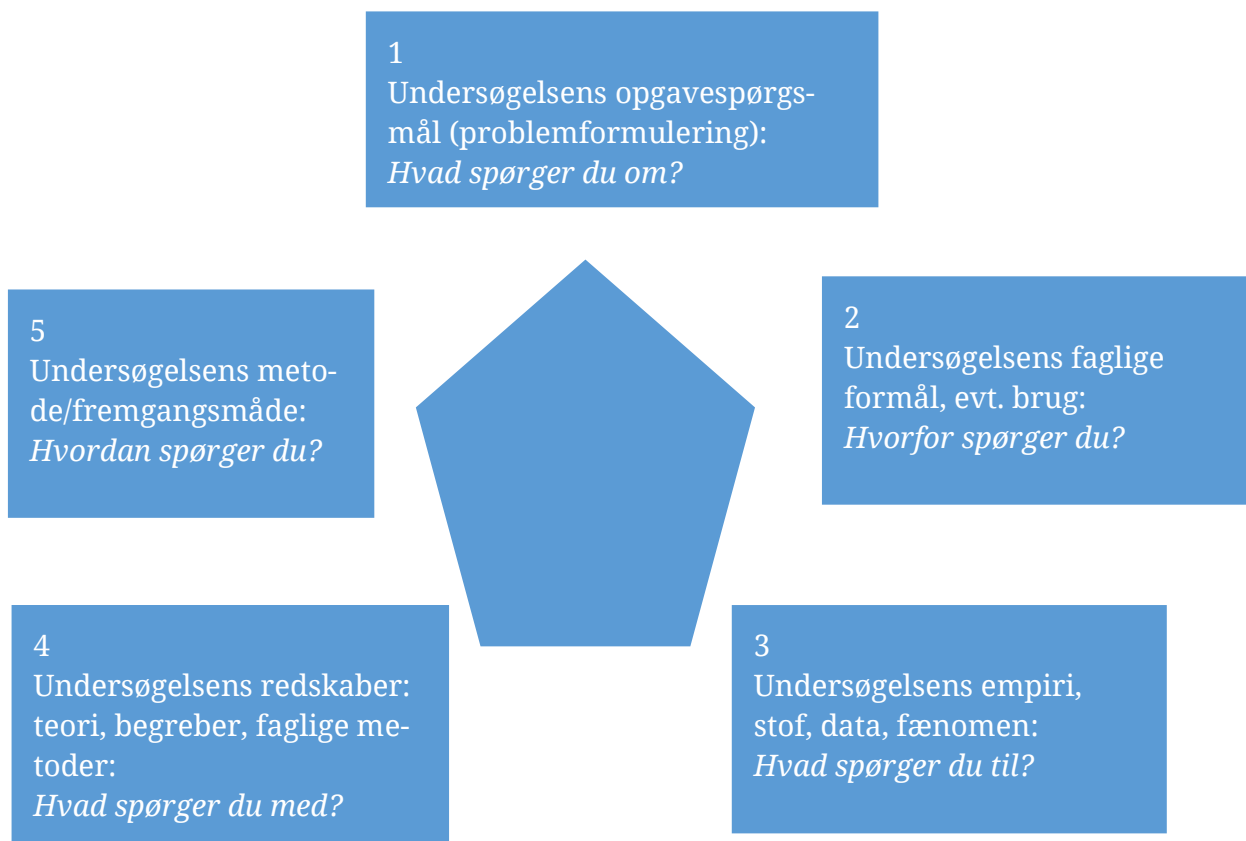 1
Undersøgelsens opgavespørgs-
mål (problemformulering):
Hvad spørger du om?
2
Undersøgelsens faglige
formål, evt. brug:
Hvorfor spørger du?
3
Undersøgelsens empiri,
stof, data, fænomen:
Hvad spørger du til?
4
Undersøgelsens redskaber:
teori, begreber, faglige me-
toder:
Hvad spørger du med?
5
Undersøgelsens meto-
de/fremgangsmåde:
Hvordan spørger du?